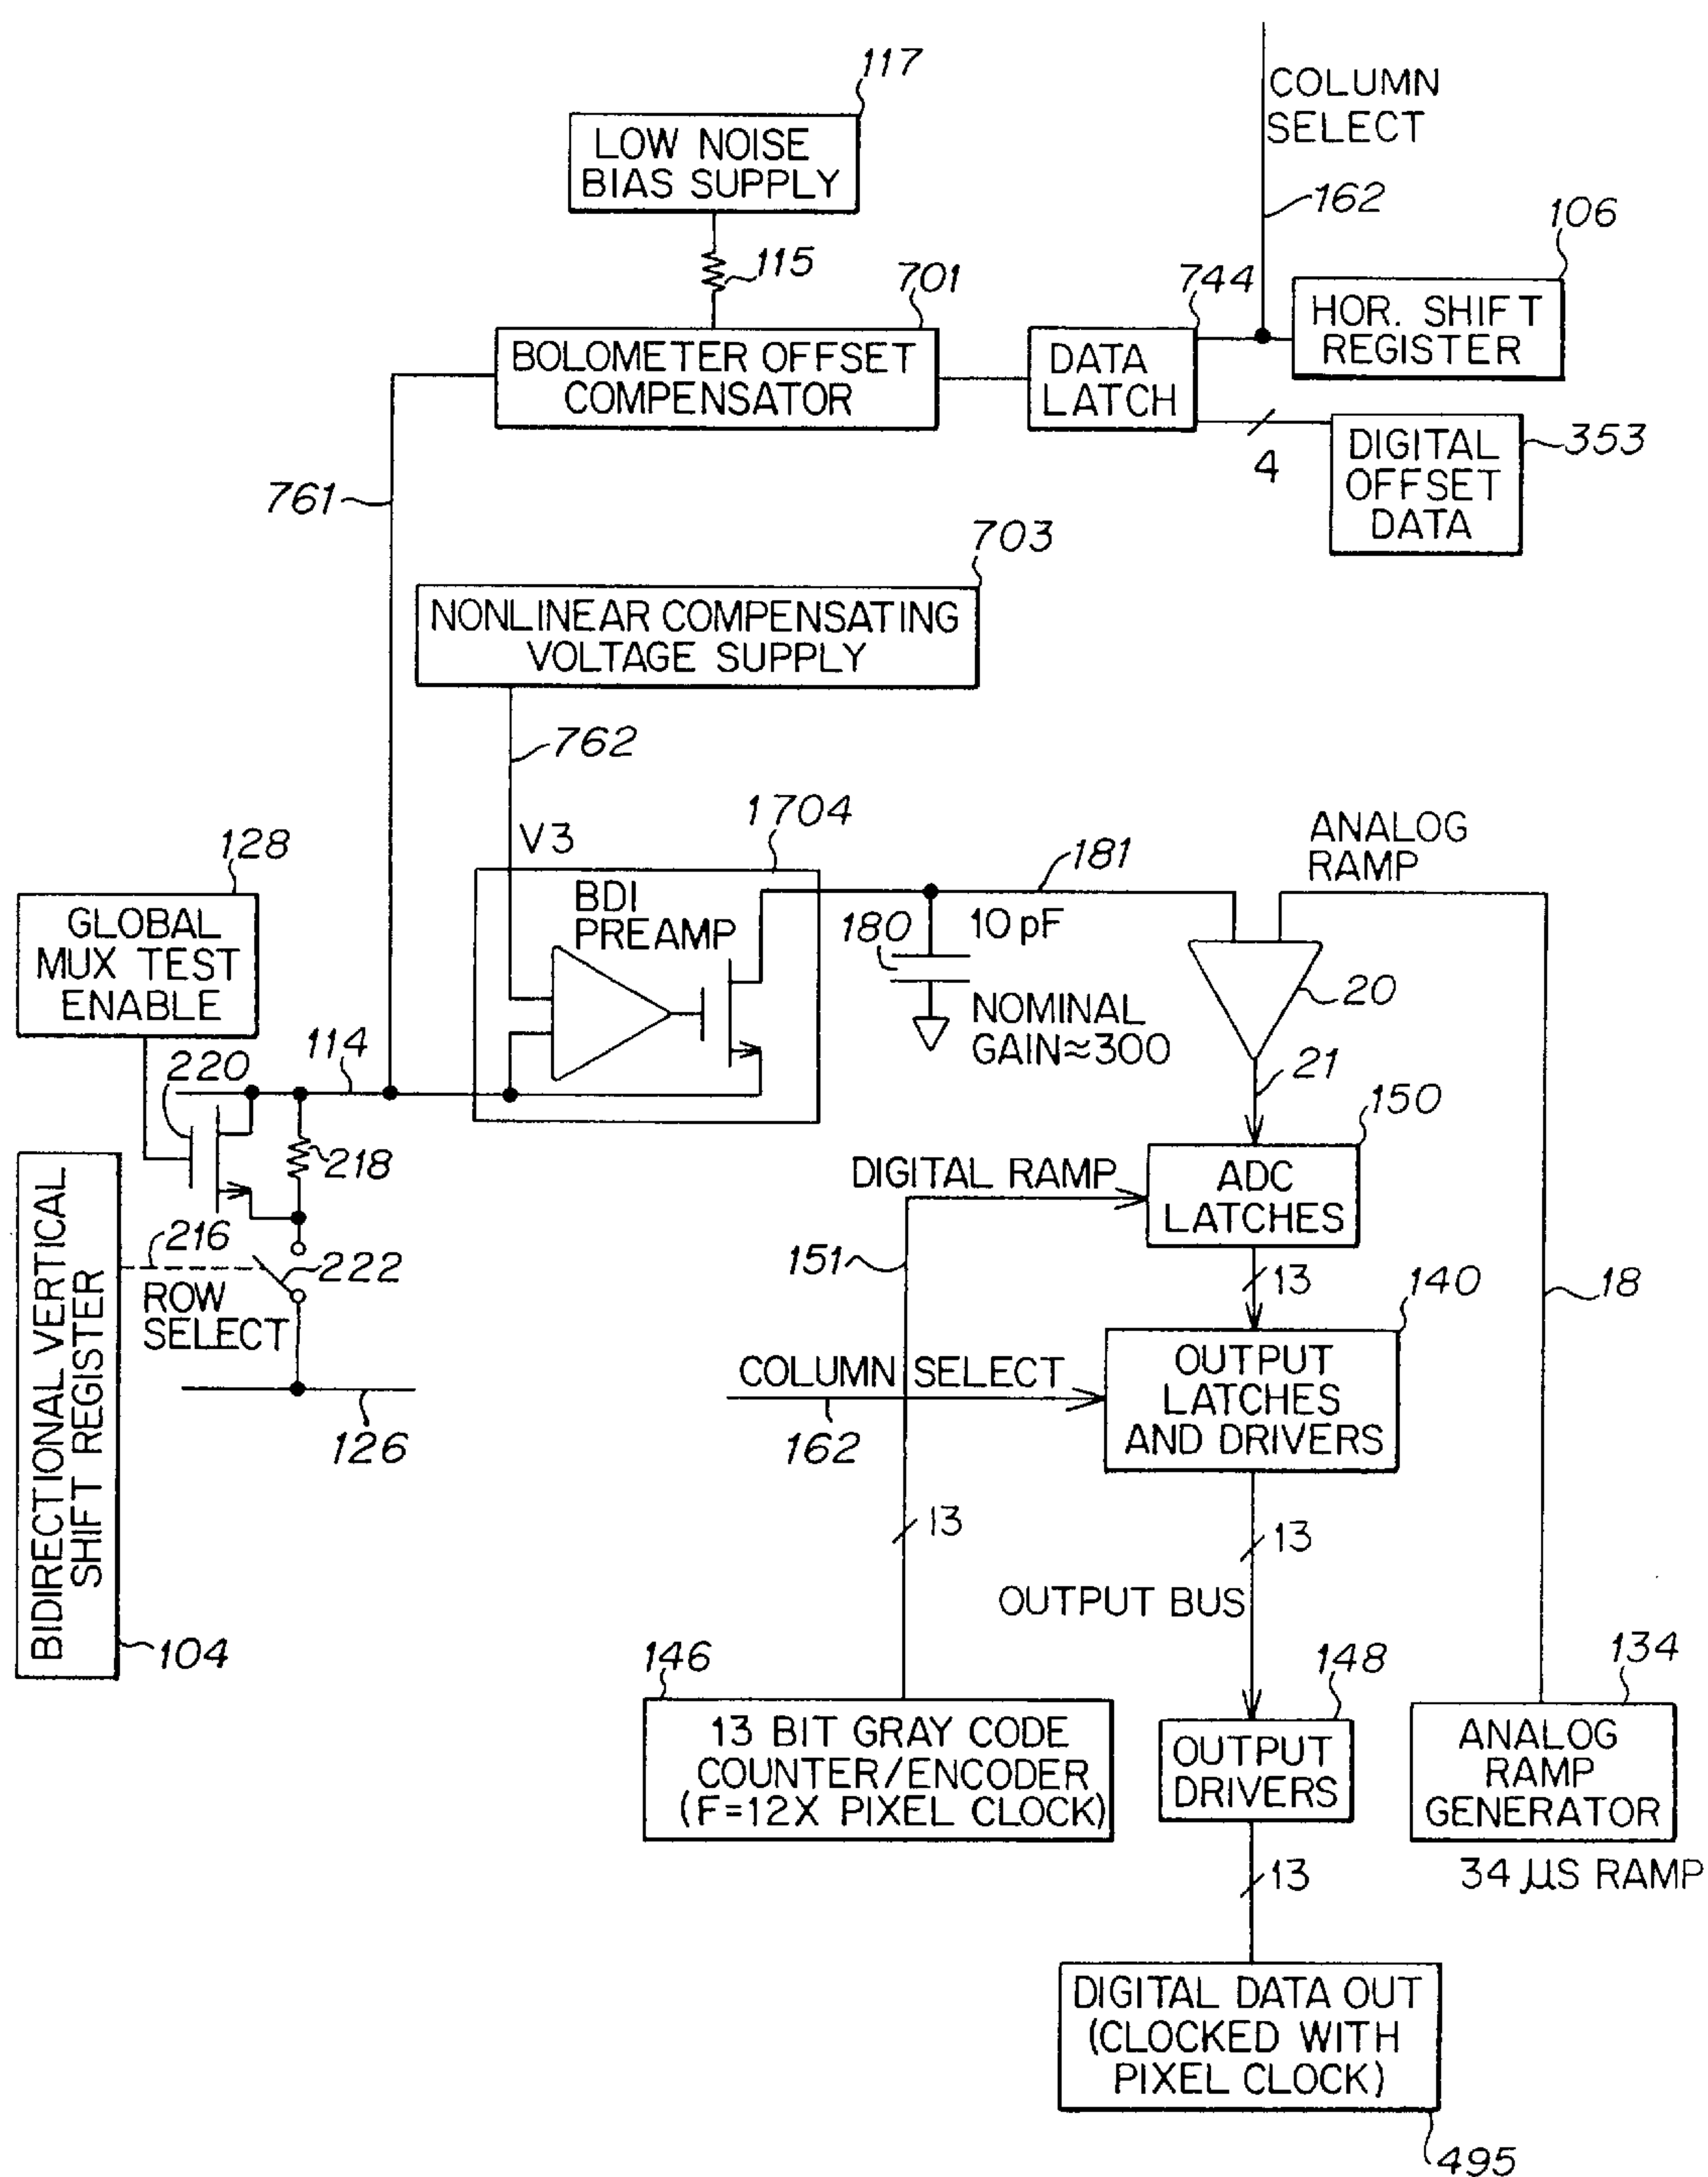 117
LOW NOISE
BIAS SUPPLY
115
COLUMN
SELECT
162
106
HOR. SHIFT
REGISTER
701
BOLOMETER OFFSET
COMPENSATOR
744
DATA
LATCH
4
353
DIGITAL
OFFSET
DATA
761
703
NONLINEAR COMPENSATING
VOLTAGE SUPPLY
762
V3
1704
BDI
PREAMP
128
GLOBAL
MUX TEST
ENABLE
181
180
10 pF
NOMINAL
GAIN≈300
ANALOG
RAMP
20
21
220
114
218
216
222
ROW
SELECT
126
BIDIRECTIONAL VERTICAL
SHIFT REGISTER
104
150
ADC
LATCHES
DIGITAL RAMP
151
13
140
OUTPUT
LATCHES
AND DRIVERS
COLUMN SELECT
162
18
13
13
OUTPUT BUS
146
13 BIT GRAY CODE
COUNTER/ENCODER
(F=12X PIXEL CLOCK)
148
OUTPUT
DRIVERS
134
ANALOG
RAMP
GENERATOR
34 μS RAMP
13
DIGITAL DATA OUT
(CLOCKED WITH
PIXEL CLOCK)
495